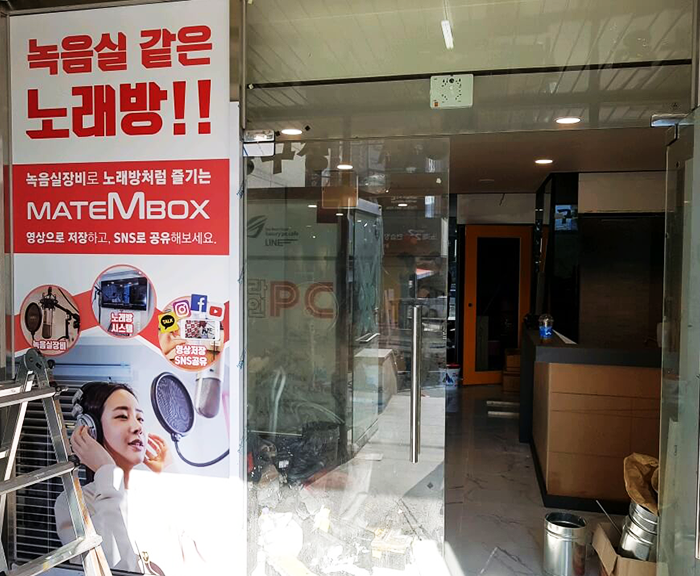 녹음실 같은
노래방!!
녹음실장비로 노래방처럼 즐기는
MATEMBOX
영상으로 저장하고, SNS로 공유해보세요.
녹음실장비
노래방
시스템
TALK
영상저장
SNS공유
LINE
PC